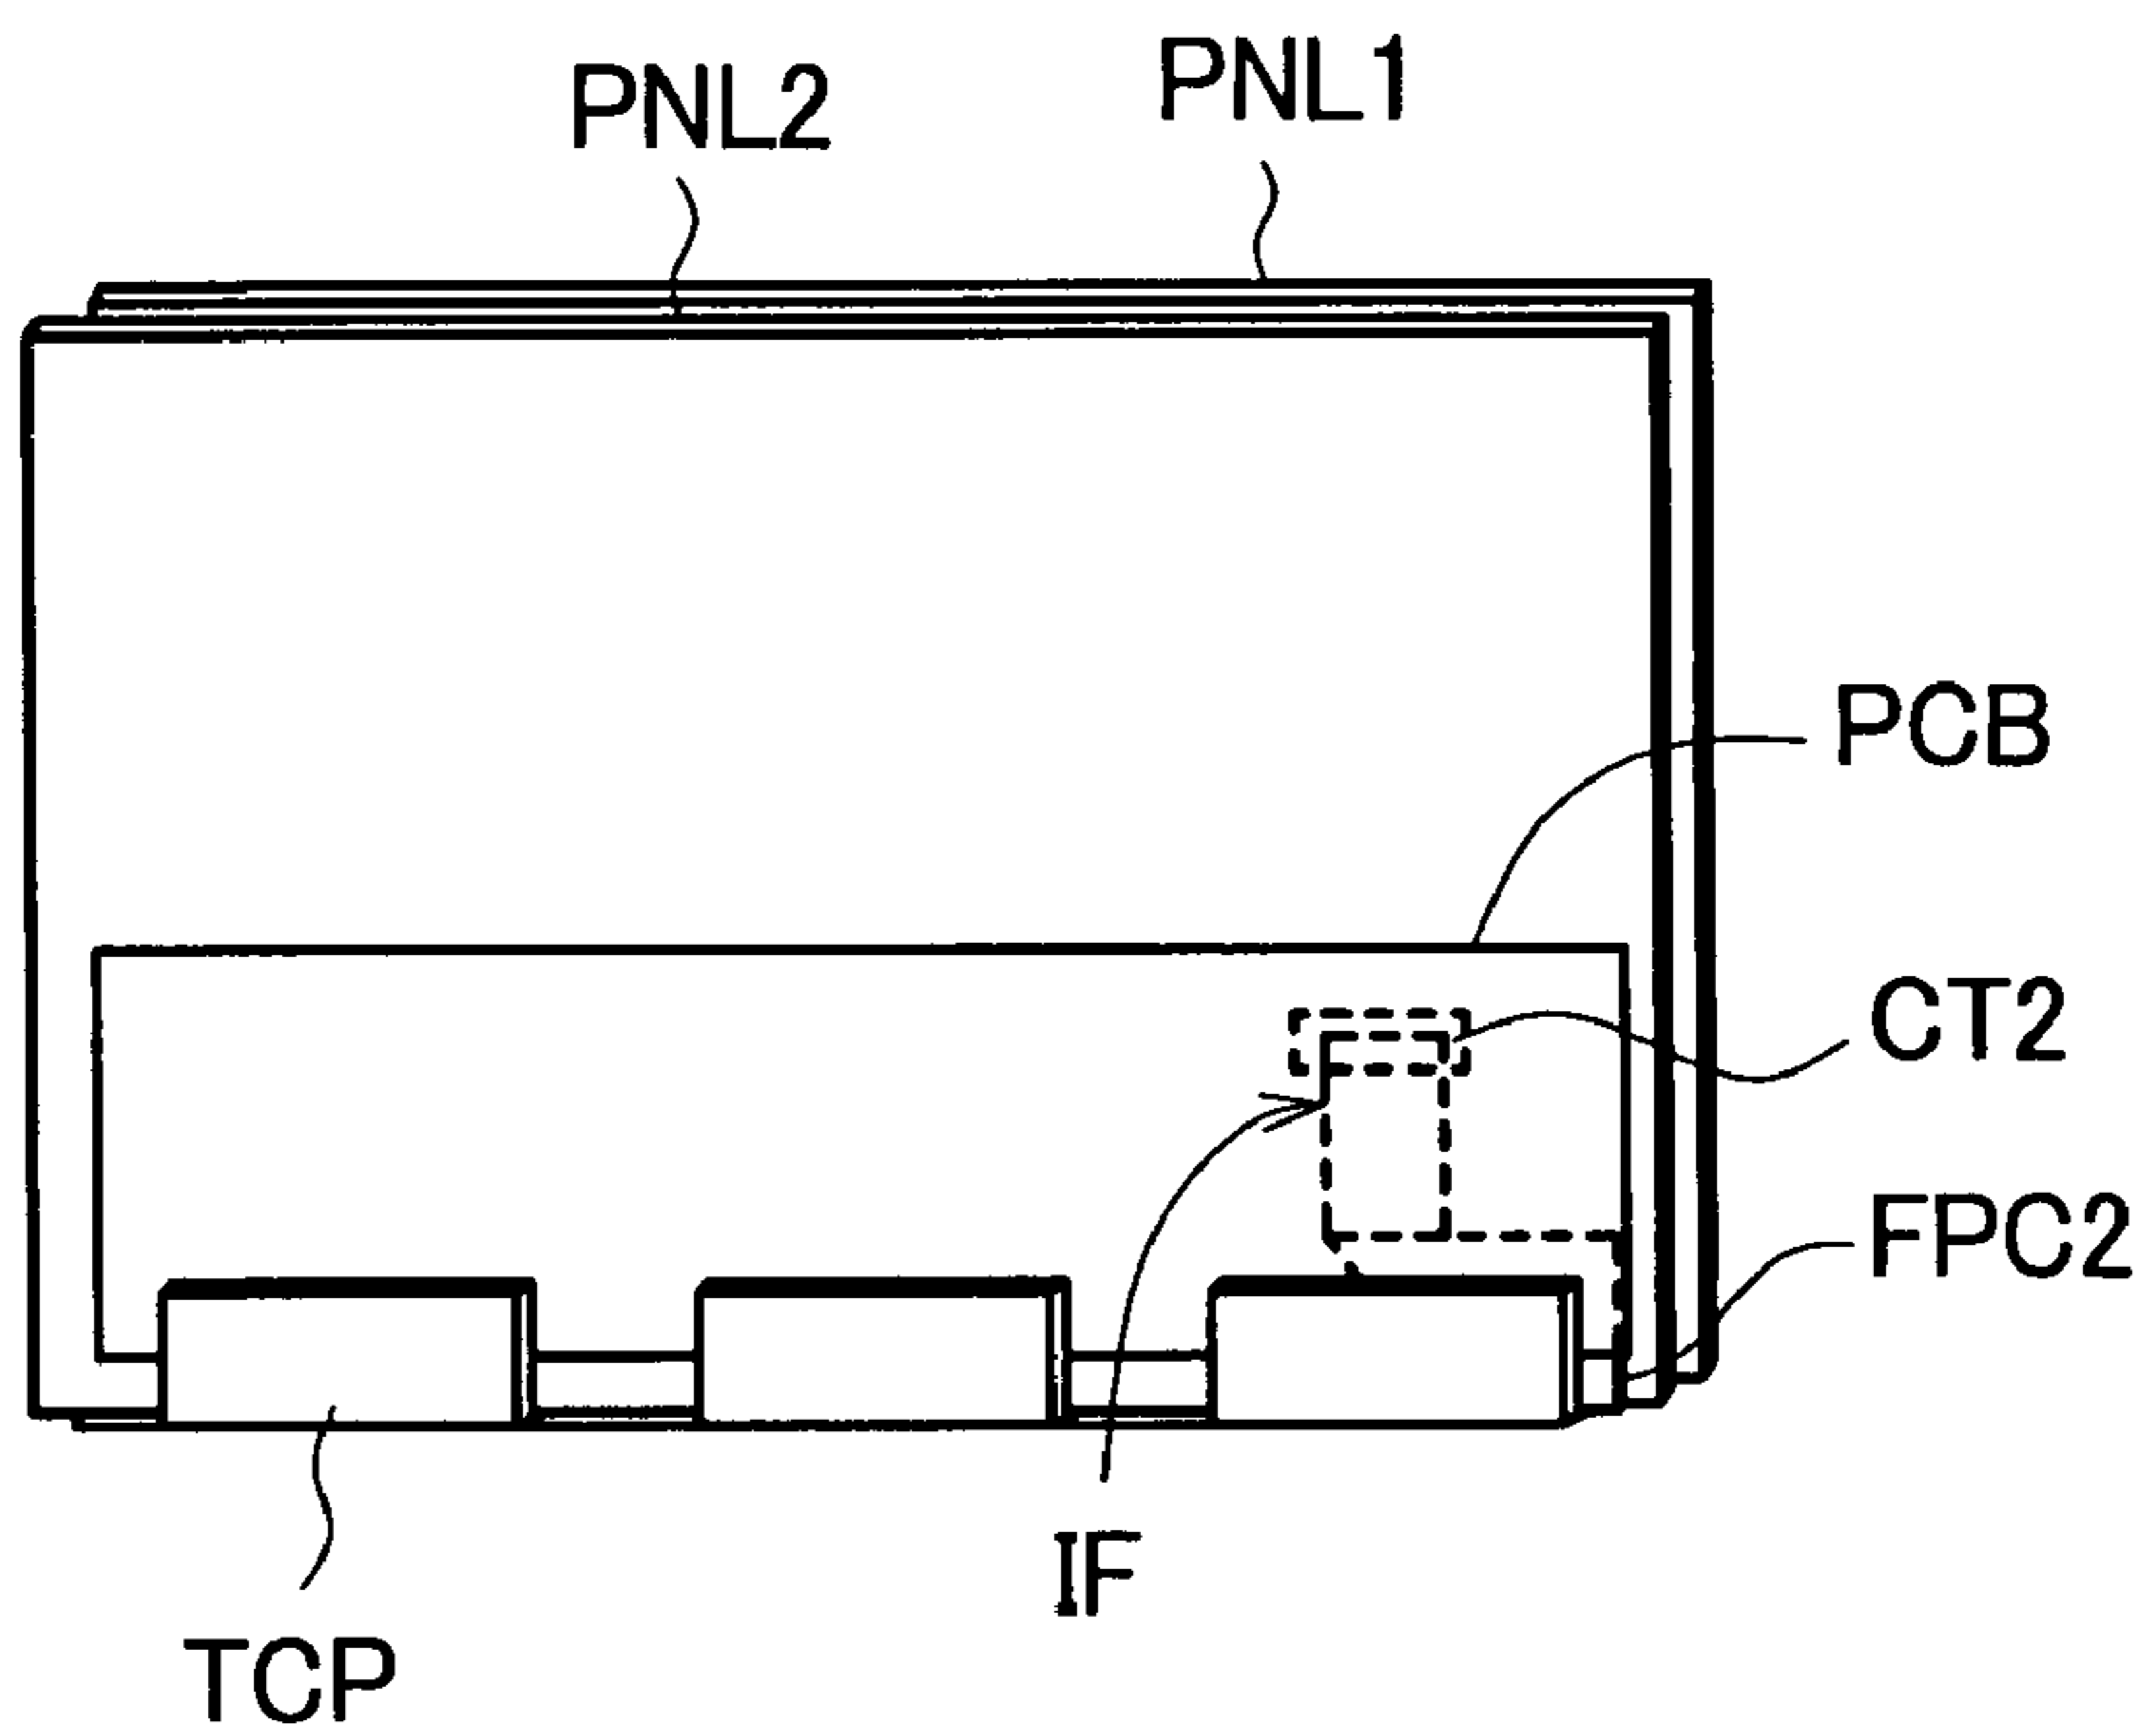 PNL2
PNL1
PCB
CT2
FPC2
IF
TCP